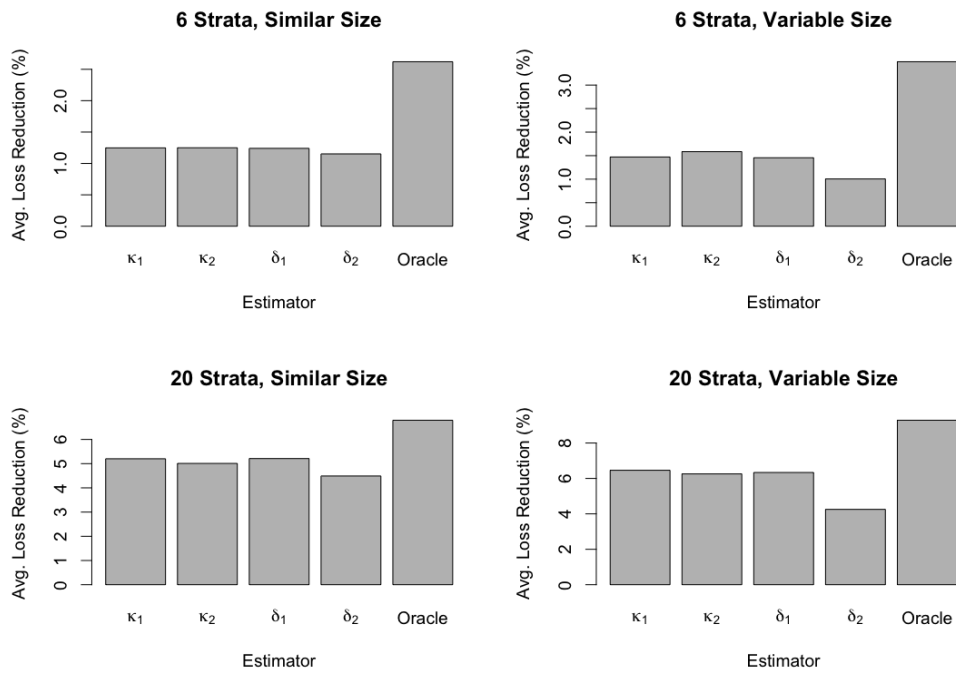 6 Strata, Similar Size
Avg. Loss Reduction (%)
0.0 1.0 2.0
κ1 κ2 δ1 δ2 Oracle
Estimator
6 Strata, Variable Size
Avg. Loss Reduction (%)
0.0 1.0 2.0 3.0
κ1 κ2 δ1 δ2 Oracle
Estimator
20 Strata, Similar Size
Avg. Loss Reduction (%)
0 1 2 3 4 5 6
κ1 κ2 δ1 δ2 Oracle
Estimator
20 Strata, Variable Size
Avg. Loss Reduction (%)
0 2 4 6 8
κ1 κ2 δ1 δ2 Oracle
Estimator